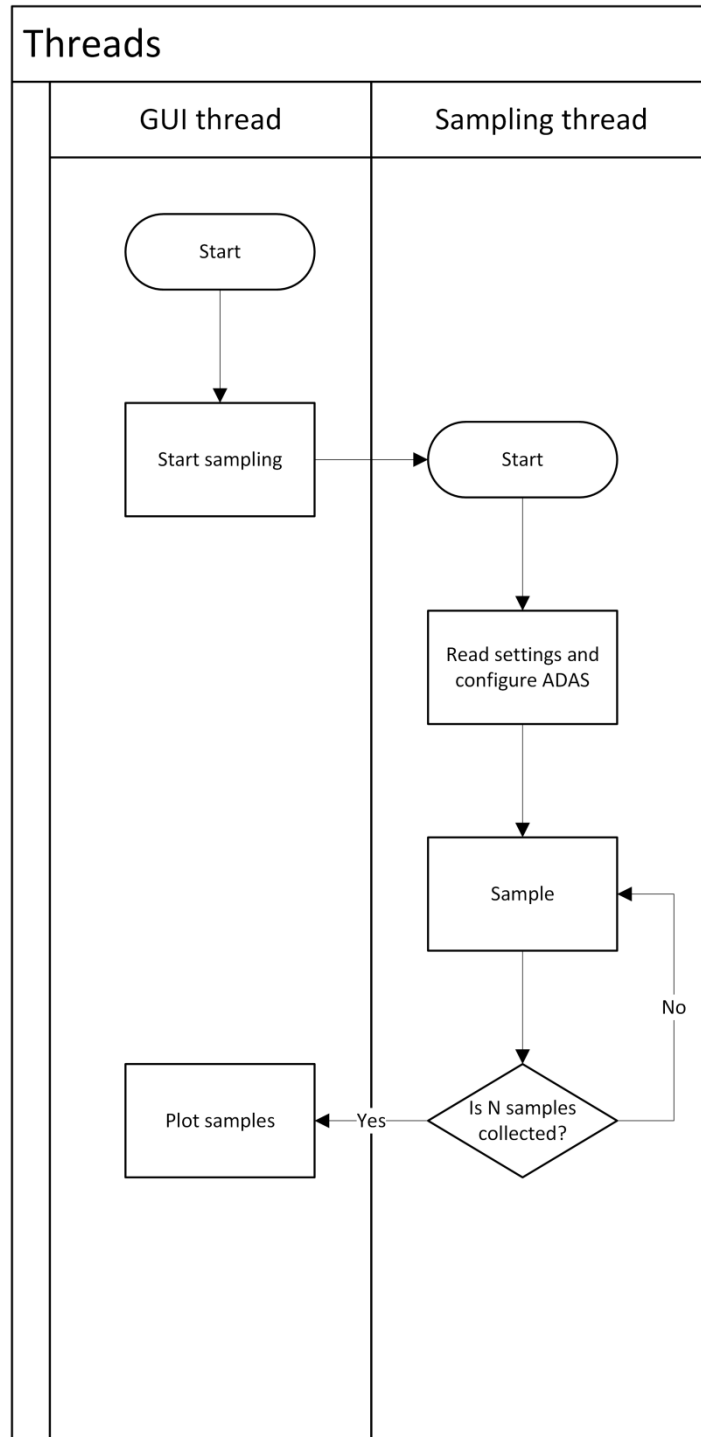 Threads
GUI thread
Sampling thread
Start
Start sampling
Start
Read settings and
configure ADAS
Sample
No
Is N samples
collected?
Yes
Plot samples